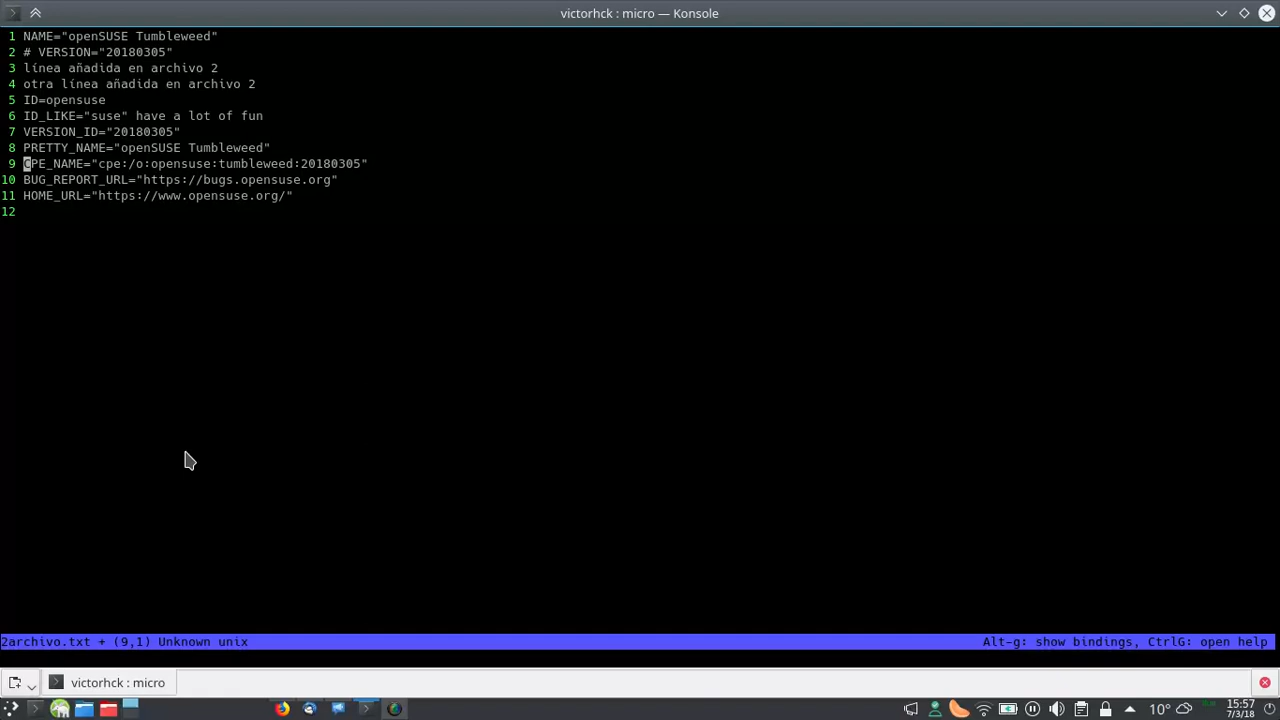 victorhck : micro — Konsole
1 NAME="openSUSE Tumbleweed"
2 # VERSION="20180305"
3 línea añadida en archivo 2
4 otra línea añadida en archivo 2
5 ID=opensuse
6 ID_LIKE="suse" have a lot of fun
7 VERSION_ID="20180305"
8 PRETTY_NAME="openSUSE Tumbleweed"
9 CPE_NAME="cpe:/o:opensuse:tumbleweed:20180305"
10 BUG_REPORT_URL="https://bugs.opensuse.org"
11 HOME_URL="https://www.opensuse.org/"
12
2archivo.txt + (9,1) Unknown unix Alt-g: show bindings, CtrlG: open help
victorhck : micro
10° 15:57
7/3/18